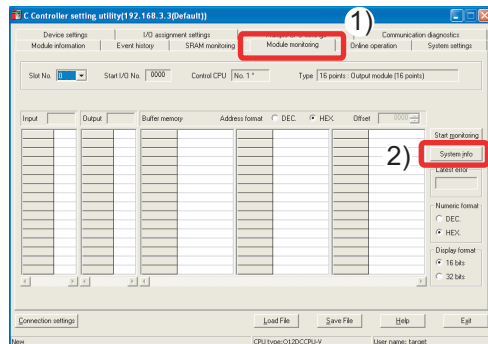 C Controller setting utility(192.168.3.3(Default))
1)
Device settings I/O assignment settings Communication diagnostics
Module information Event history SRAM monitoring Module monitoring Online operation System settings
Slot No. 0 Start I/O No. 0000 Control CPU No. 1 * Type 16 points : Output module (16 points)
Input Output Buffer memory Address format DEC. HEX. Offset 0000
Start monitoring
2) System info
Latest error
Numeric format
DEC.
HEX.
Display format
16 bits
32 bits
Connection settings Load File Save File Help Exit
New CPU type:Q12DCCPU-V User name: target